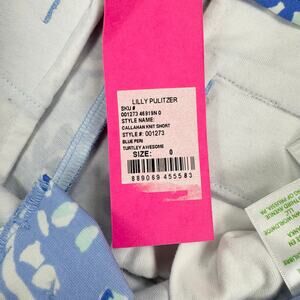 LILLY PULITZER
SKU #
001273 46919N 0
STYLE NAME:
CALLAHAN KNIT SHORT
STYLE #: 001273
BLUE PERI
TURTLEY AWESOME
SIZE: 0
889069 455583